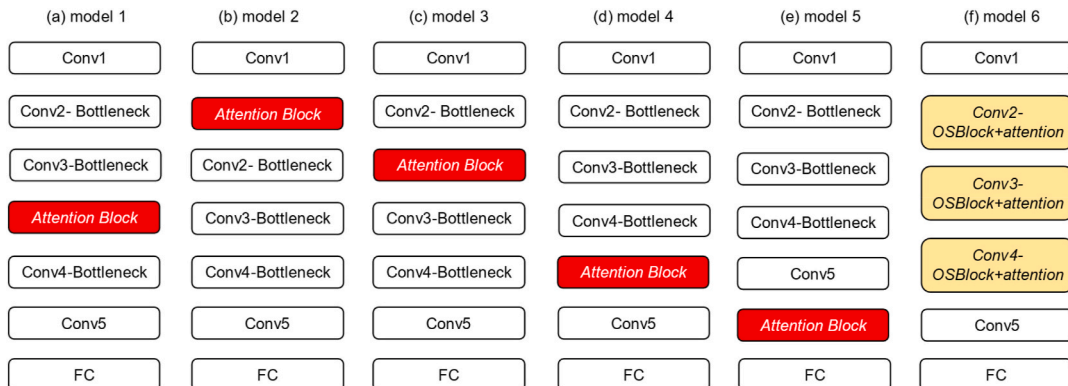 (a) model 1
Conv1
Conv2- Bottleneck
Conv3-Bottleneck
Attention Block
Conv4-Bottleneck
Conv5
FC
(b) model 2
Conv1
Attention Block
Conv2- Bottleneck
Conv3-Bottleneck
Conv4-Bottleneck
Conv5
FC
(c) model 3
Conv1
Conv2- Bottleneck
Attention Block
Conv3-Bottleneck
Conv4-Bottleneck
Conv5
FC
(d) model 4
Conv1
Conv2- Bottleneck
Conv3-Bottleneck
Conv4-Bottleneck
Attention Block
Conv5
FC
(e) model 5
Conv1
Conv2- Bottleneck
Conv3-Bottleneck
Conv4-Bottleneck
Conv5
Attention Block
FC
(f) model 6
Conv1
Conv2-
OSBlock+attention
Conv3-
OSBlock+attention
Conv4-
OSBlock+attention
Conv5
FC